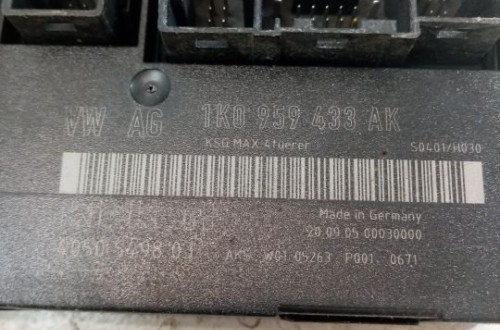 VW AG 1K0 959 433 AK
KSG MAX 4tuerer S0401/H030
Made in Germany
20 09 05 00030000
5498 01 AKS W01 05263 P001 0671